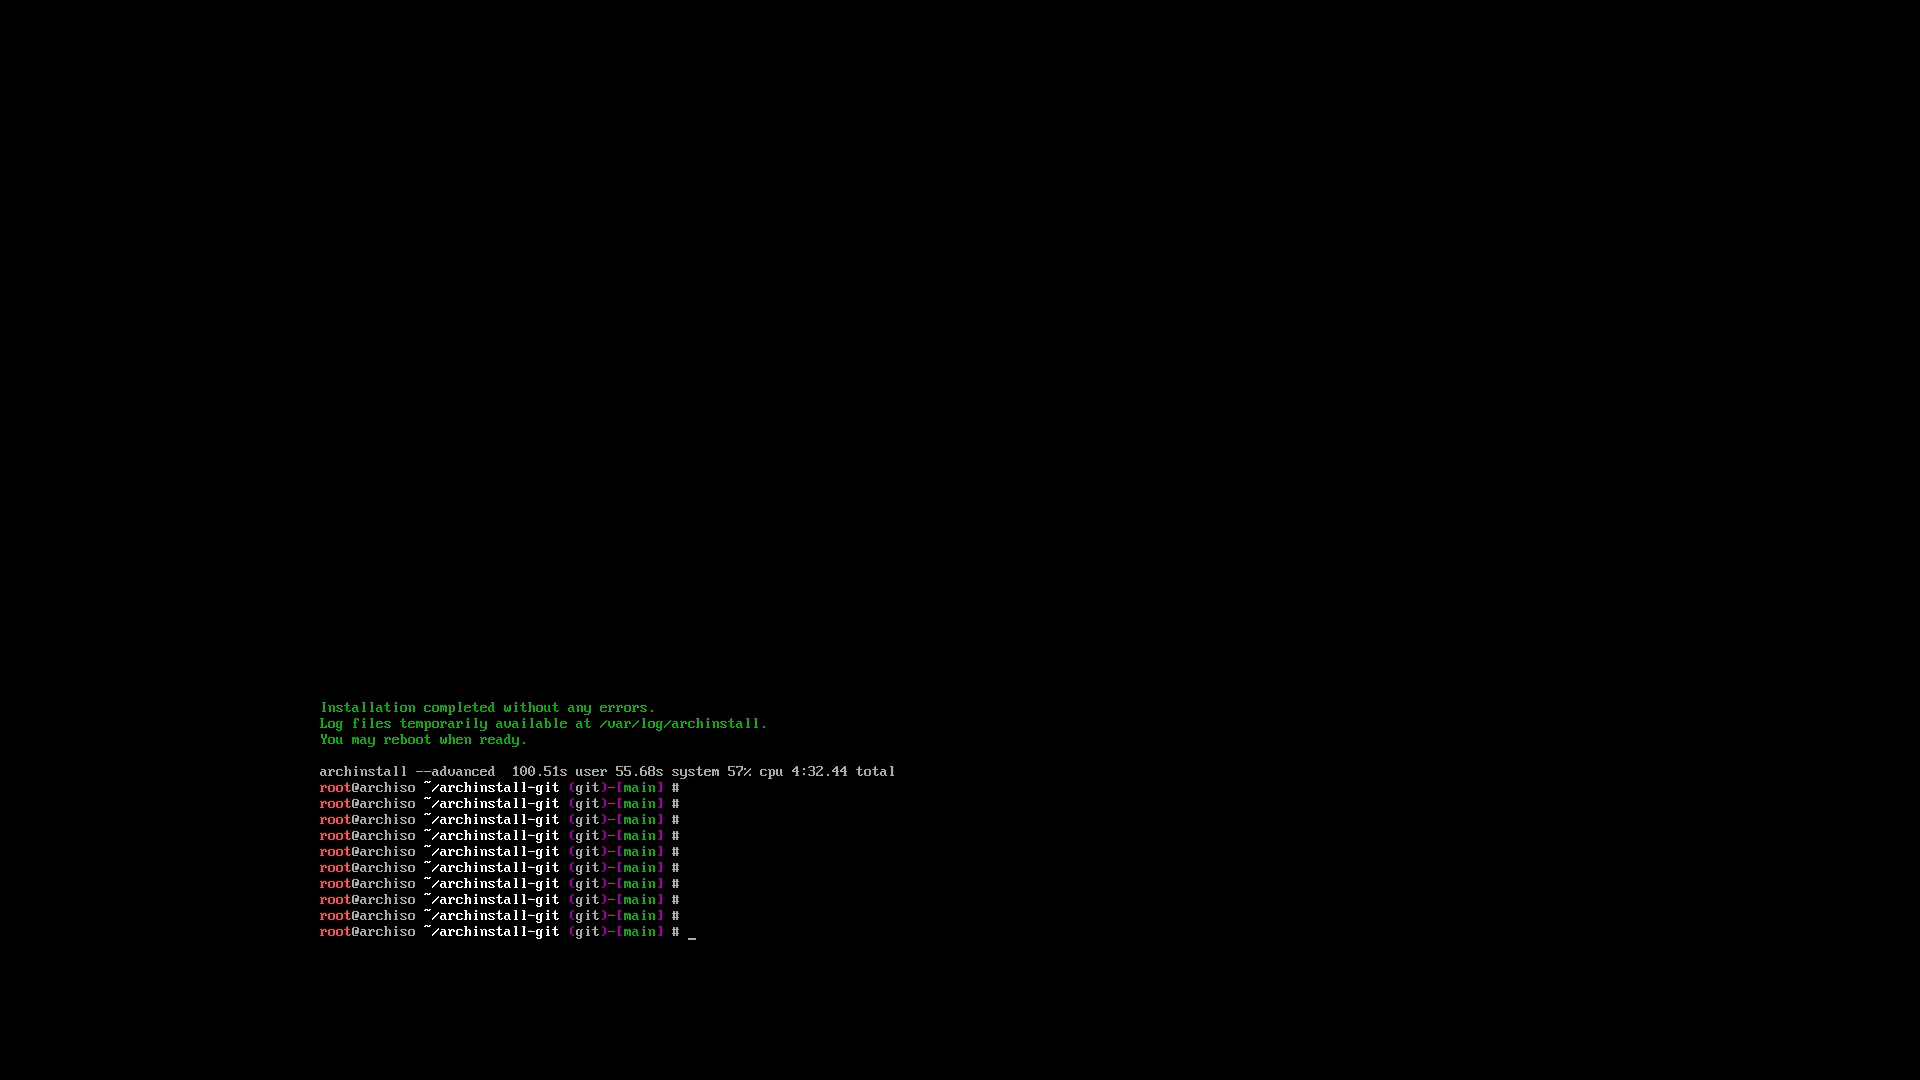 Installation completed without any errors.
Log files temporarily available at /var/log/archinstall.
You may reboot when ready.
archinstall --advanced  100.51s user 55.68s system 57% cpu 4:32.44 total
root@archiso ~/archinstall-git (git)-[main] #
root@archiso ~/archinstall-git (git)-[main] #
root@archiso ~/archinstall-git (git)-[main] #
root@archiso ~/archinstall-git (git)-[main] #
root@archiso ~/archinstall-git (git)-[main] #
root@archiso ~/archinstall-git (git)-[main] #
root@archiso ~/archinstall-git (git)-[main] #
root@archiso ~/archinstall-git (git)-[main] #
root@archiso ~/archinstall-git (git)-[main] #
root@archiso ~/archinstall-git (git)-[main] # _